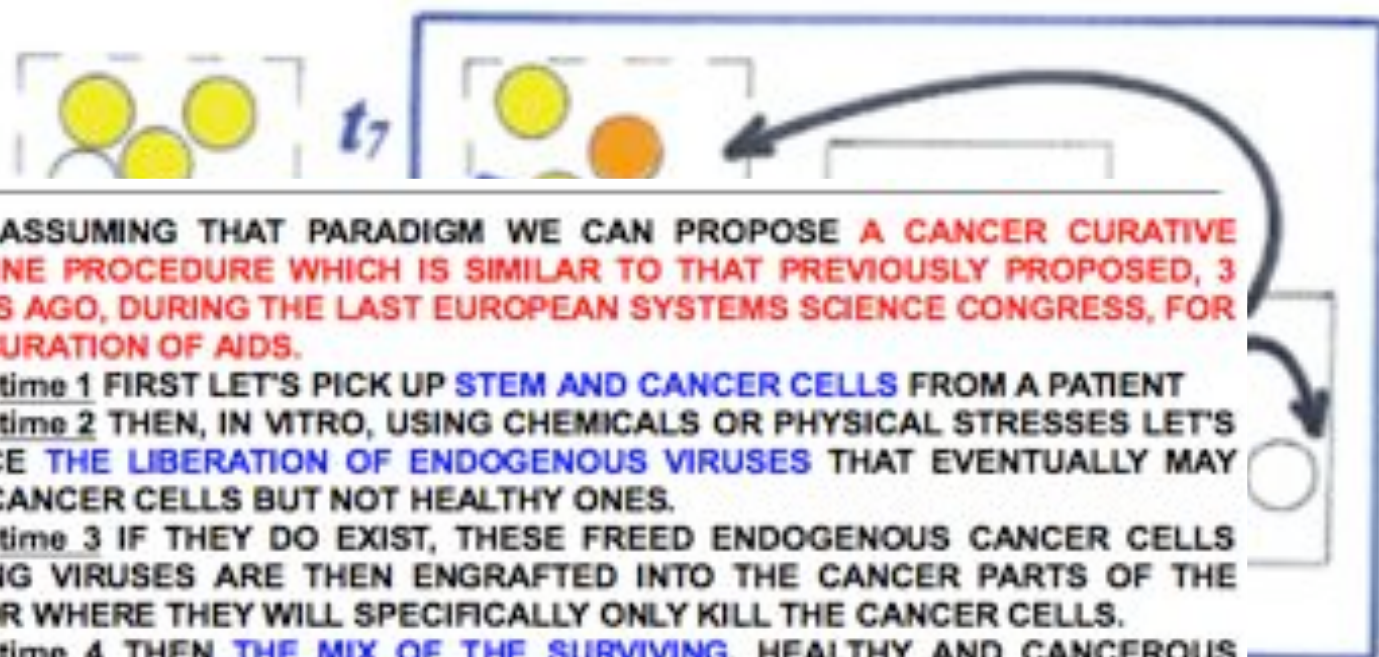 t7
ASSUMING THAT PARADIGM WE CAN PROPOSE A CANCER CURATIVE
NE PROCEDURE WHICH IS SIMILAR TO THAT PREVIOUSLY PROPOSED, 3
S AGO, DURING THE LAST EUROPEAN SYSTEMS SCIENCE CONGRESS, FOR
URATION OF AIDS.
time 1 FIRST LET'S PICK UP STEM AND CANCER CELLS FROM A PATIENT
time 2 THEN, IN VITRO, USING CHEMICALS OR PHYSICAL STRESSES LET'S
CE THE LIBERATION OF ENDOGENOUS VIRUSES THAT EVENTUALLY MAY
CANCER CELLS BUT NOT HEALTHY ONES.
time 3 IF THEY DO EXIST, THESE FREED ENDOGENOUS CANCER CELLS
NG VIRUSES ARE THEN ENGRAFTED INTO THE CANCER PARTS OF THE
R WHERE THEY WILL SPECIFICALLY ONLY KILL THE CANCER CELLS.
time 4 THEN THE MIX OF THE SURVIVING, HEALTHY AND CANCEROUS